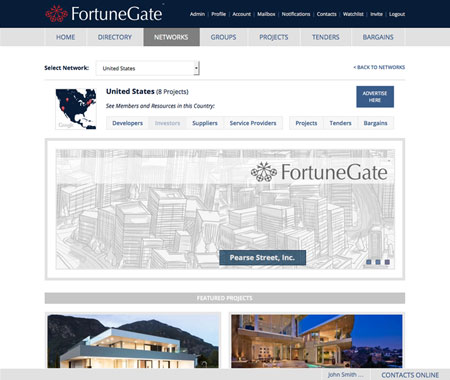 FortuneGate
Admin | Profile | Account | Mailbox | Notifications | Contacts | Watchlist | Invite | Logout
HOME DIRECTORY NETWORKS GROUPS PROJECTS TENDERS BARGAINS
Select Network: United States < BACK TO NETWORKS
United States (8 Projects)
See Members and Resources in this Country:
ADVERTISE
HERE
Developers Investors Suppliers Service Providers Projects Tenders Bargains
Google
FortuneGate
Pearse Street, Inc.
FEATURED PROJECTS
John Smith ... CONTACTS ONLINE